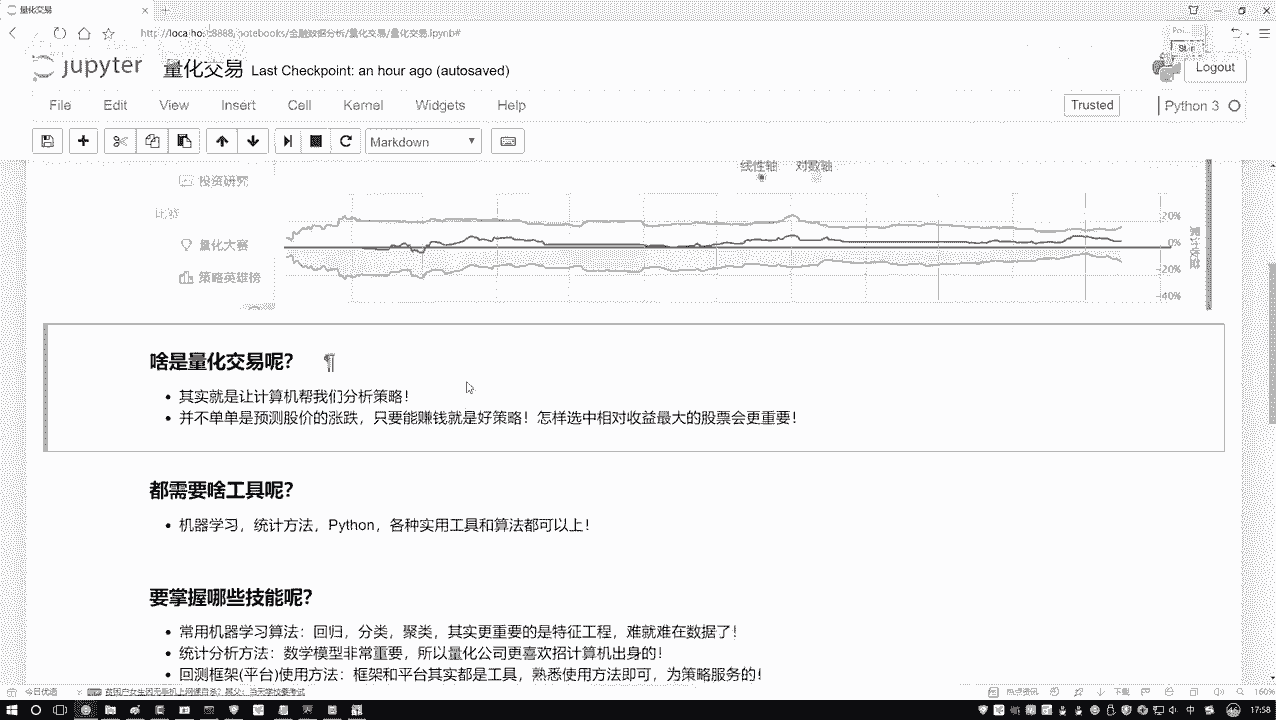 量化交易
http://localhost:8888/notebooks/金融数据分析/量化交易/量化交易.ipynb#
jupyter 量化交易 Last Checkpoint: an hour ago (autosaved)
Logout
File Edit View Insert Cell Kernel Widgets Help
Trusted Python 3
Markdown
线性轴 对数轴
投资研究
比赛
量化大赛
策略英雄榜
20%
0%
-20%
-40%
累计收益
啥是量化交易呢? ¶
其实就是让计算机帮我们分析策略!
并不单单是预测股价的涨跌,只要能赚钱就是好策略!怎样选中相对收益最大的股票会更重要!
都需要啥工具呢?
机器学习,统计方法,Python,各种实用工具和算法都可以上!
要掌握哪些技能呢?
常用机器学习算法:回归,分类,聚类,其实更重要的是特征工程,难就难在数据了!
统计分析方法:数学模型非常重要,所以量化公司更喜欢招计算机出身的!
回测框架(平台)使用方法:框架和平台其实都是工具,熟悉使用方法即可,为策略服务的!
今日优选
热点资讯
下载
160%
中
17:58